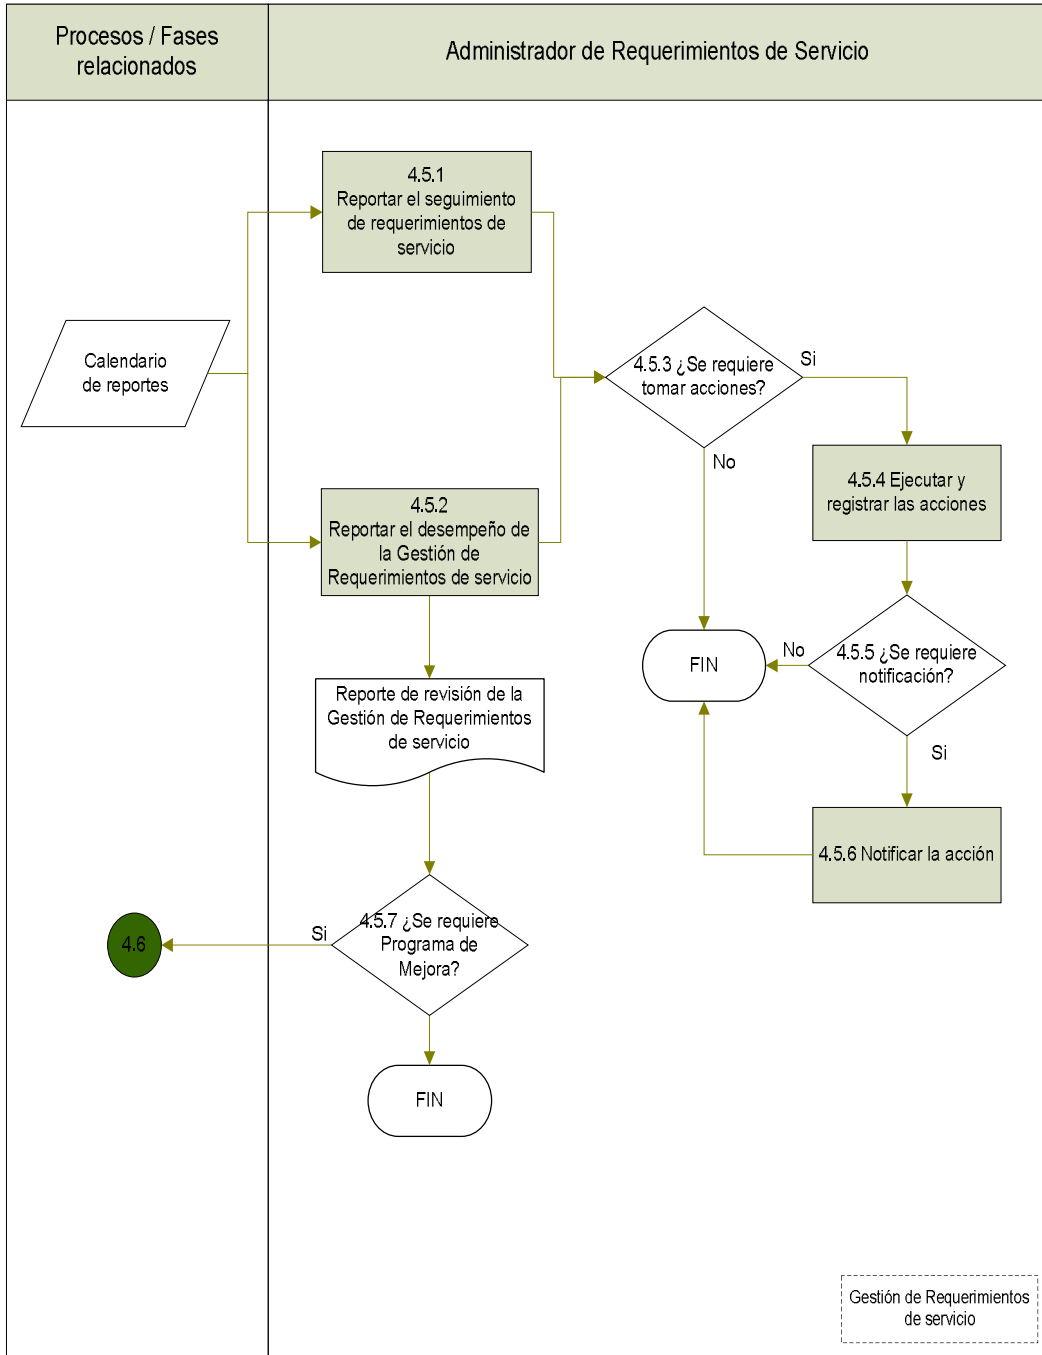 Procesos / Fases
relacionados
Administrador de Requerimientos de Servicio
4.5.1
Reportar el seguimiento
de requerimientos de
servicio
Calendario
de reportes
4.5.3 ¿Se requiere
tomar acciones?
Si
No
4.5.4 Ejecutar y
registrar las acciones
4.5.2
Reportar el desempeño de
la Gestión de
Requerimientos de servicio
4.5.5 ¿Se requiere
notificación?
No
Si
FIN
Reporte de revisión de la
Gestión de Requerimientos
de servicio
4.5.6 Notificar la acción
4.5.7 ¿Se requiere
Programa de
Mejora?
Si
4.6
FIN
Gestión de Requerimientos
de servicio